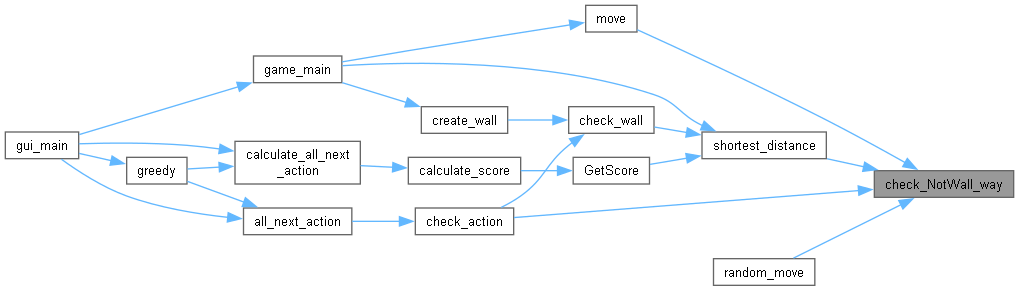 move
game_main
create_wall
check_wall
gui_main
shortest_distance
calculate_all_next
_action
greedy
calculate_score
GetScore
check_NotWall_way
all_next_action
check_action
random_move